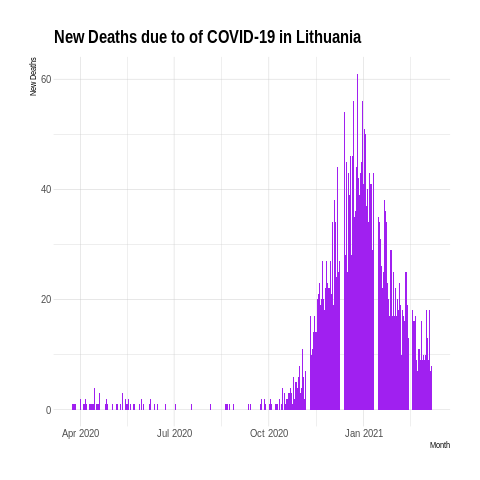 New Deaths due to of COVID-19 in Lithuania
New Deaths
60
40
20
0
Apr 2020
Jul 2020
Oct 2020
Jan 2021
Month